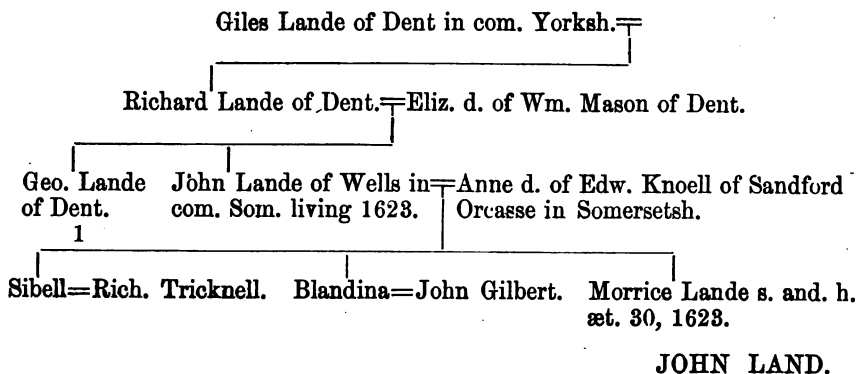 Giles Lande of Dent in com. Yorksh.=
Richard Lande of Dent.=Eliz. d. of Wm. Mason of Dent.
Geo. Lande of Dent. 1
John Lande of Wells in=Anne d. of Edw. Knoell of Sandford
com. Som. living 1623. Orcasse in Somersetsh.
Sibell=Rich. Tricknell. Blandina=John Gilbert. Morrice Lande s. and. h.
æt. 30, 1623.
JOHN LAND.